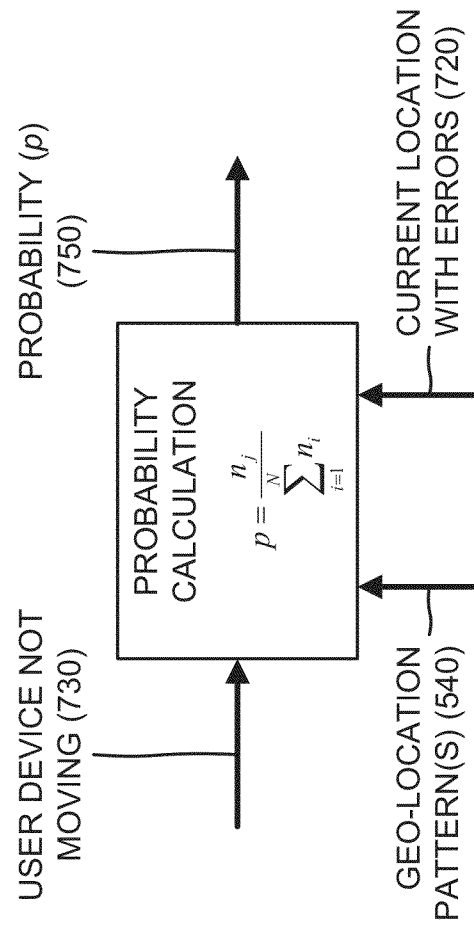 USER DEVICE NOT
MOVING (730)
PROBABILITY
CALCULATION
p = n_j / \sum_{i=1}^{N} n_i
PROBABILITY (p)
(750)
GEO-LOCATION
PATTERN(S) (540)
CURRENT LOCATION
WITH ERRORS (720)